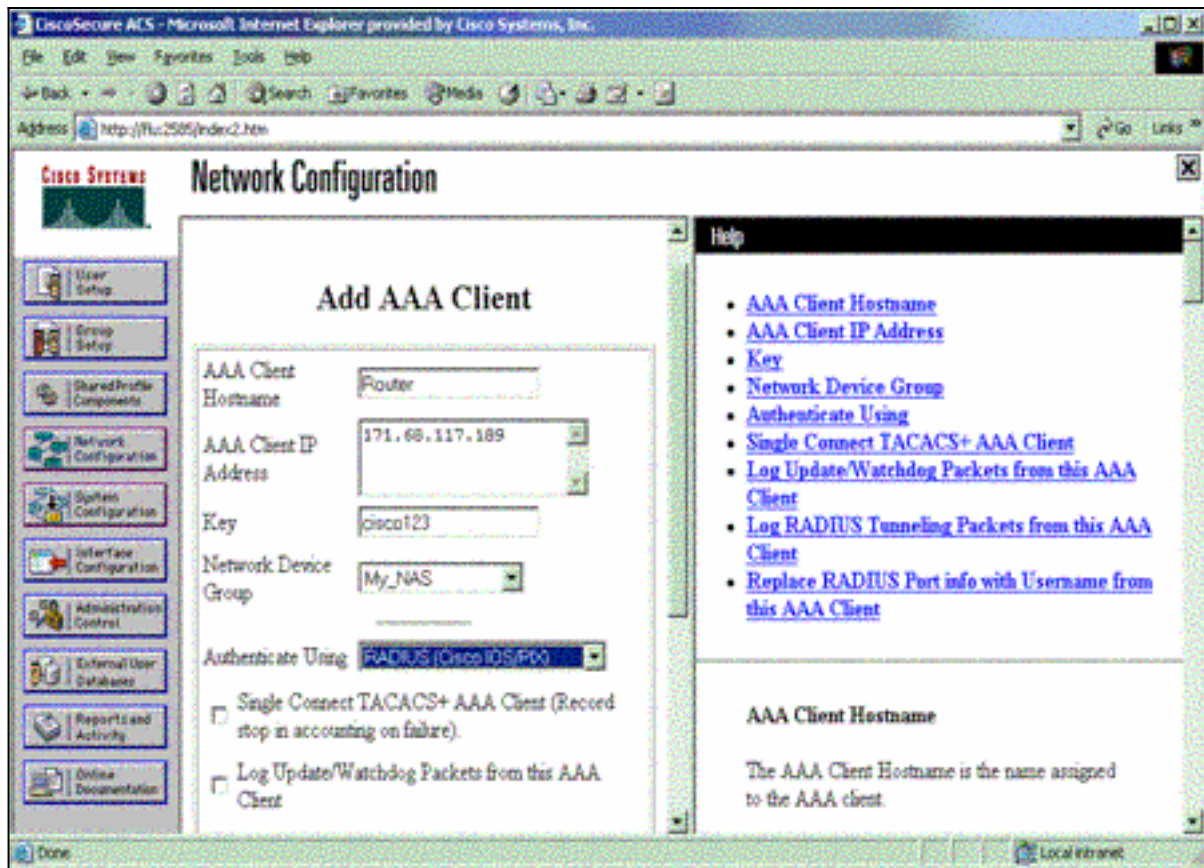 CiscoSecure ACS - Microsoft Internet Explorer provided by Cisco Systems, Inc.
File Edit View Favorites Tools Help
Back Search Favorites Media
Address http://flu:2585/index2.htm Go Links »
CISCO SYSTEMS
Network Configuration
User Setup
Group Setup
Shared Profile Components
Network Configuration
System Configuration
Interface Configuration
Administration Control
External User Databases
Reports and Activity
Online Documentation
Add AAA Client
AAA Client Hostname
Router
AAA Client IP Address
171.68.117.189
Key
cisco123
Network Device Group
My_NAS
Authenticate Using
RADIUS (Cisco IOS/PIX)
Single Connect TACACS+ AAA Client (Record
stop in accounting on failure).
Log Update/Watchdog Packets from this AAA
Client
Help
AAA Client Hostname
AAA Client IP Address
Key
Network Device Group
Authenticate Using
Single Connect TACACS+ AAA Client
Log Update/Watchdog Packets from this AAA
Client
Log RADIUS Tunneling Packets from this AAA
Client
Replace RADIUS Port info with Username from
this AAA Client
AAA Client Hostname
The AAA Client Hostname is the name assigned
to the AAA client.
Done
Local intranet